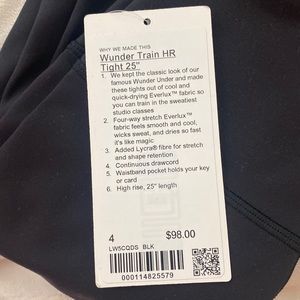 WHY WE MADE THIS
Wunder Train HR
Tight 25"
1. We kept the classic look of our
famous Wunder Under and made
these tights out of cool and
quick-drying Everlux™ fabric so
you can train in the sweatiest
studio classes
2. Four-way stretch Everlux™
fabric feels smooth and cool,
wicks sweat, and dries so fast
it's like magic
3. Added Lycra® fibre for stretch
and shape retention
4. Continuous drawcord
5. Waistband pocket holds your key
or card
6. High rise, 25" length
4 $98.00
LW5CQDS BLK
000114825579